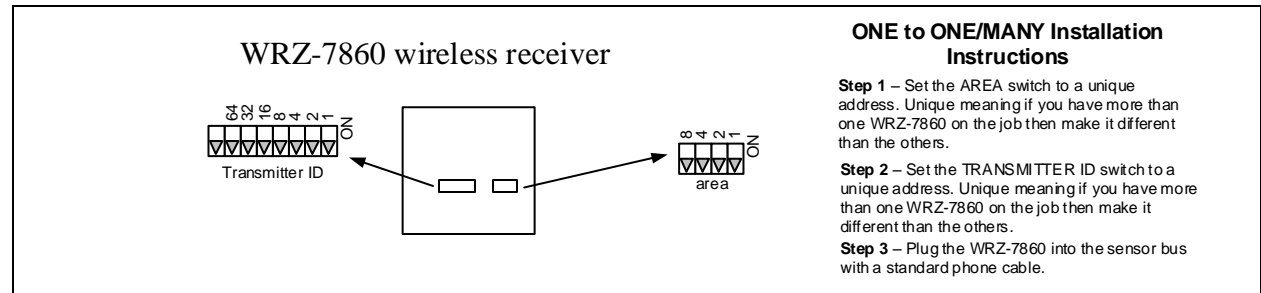 WRZ-7860 wireless receiver
64 32 16 8 4 2 1 ON
Transmitter ID
8 4 2 1 ON
area
ONE to ONE/MANY Installation
Instructions
Step 1 – Set the AREA switch to a unique
address. Unique meaning if you have more than
one WRZ-7860 on the job then make it different
than the others.
Step 2 – Set the TRANSMITTER ID switch to a
unique address. Unique meaning if you have more
than one WRZ-7860 on the job then make it
different than the others.
Step 3 – Plug the WRZ-7860 into the sensor bus
with a standard phone cable.